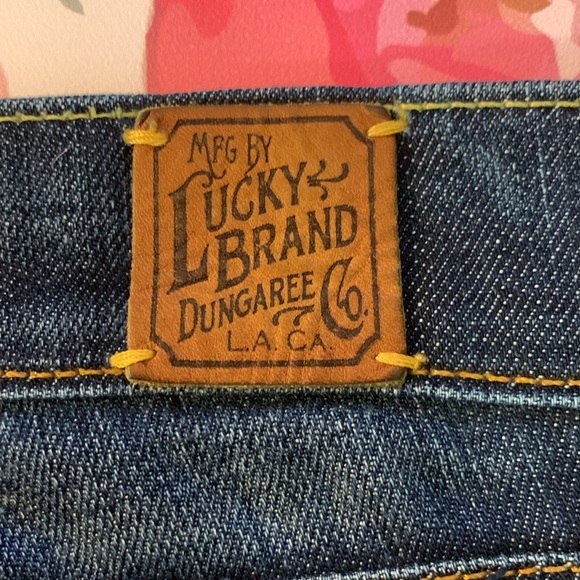 MFG BY
LUCKY
BRAND
DUNGAREE CO.
L.A. CA.